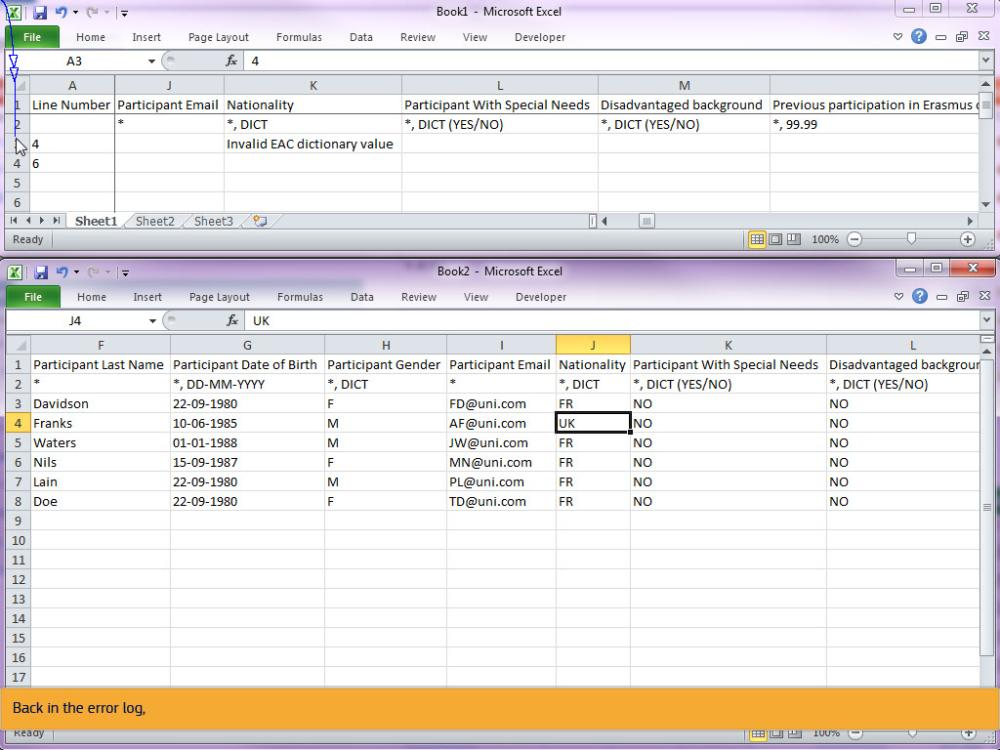 Book1 - Microsoft Excel
File Home Insert Page Layout Formulas Data Review View Developer
A3 fx 4
A J K L M
1 Line Number Participant Email Nationality Participant With Special Needs Disadvantaged background Previous participation in Erasmus
2 * *, DICT *, DICT (YES/NO) *, DICT (YES/NO) *, 99.99
3 4 Invalid EAC dictionary value
4 6
5
6
Sheet1 Sheet2 Sheet3
Ready 100%
Book2 - Microsoft Excel
File Home Insert Page Layout Formulas Data Review View Developer
J4 fx UK
F G H I J K L
1 Participant Last Name Participant Date of Birth Participant Gender Participant Email Nationality Participant With Special Needs Disadvantaged backgroun
2 * *, DD-MM-YYYY *, DICT * *, DICT *, DICT (YES/NO) *, DICT (YES/NO)
3 Davidson 22-09-1980 F FD@uni.com FR NO NO
4 Franks 10-06-1985 M AF@uni.com UK NO NO
5 Waters 01-01-1988 M JW@uni.com FR NO NO
6 Nils 15-09-1987 F MN@uni.com FR NO NO
7 Lain 22-09-1980 M PL@uni.com FR NO NO
8 Doe 22-09-1980 F TD@uni.com FR NO NO
9
10
11
12
13
14
15
16
17
Back in the error log,
Ready 100%